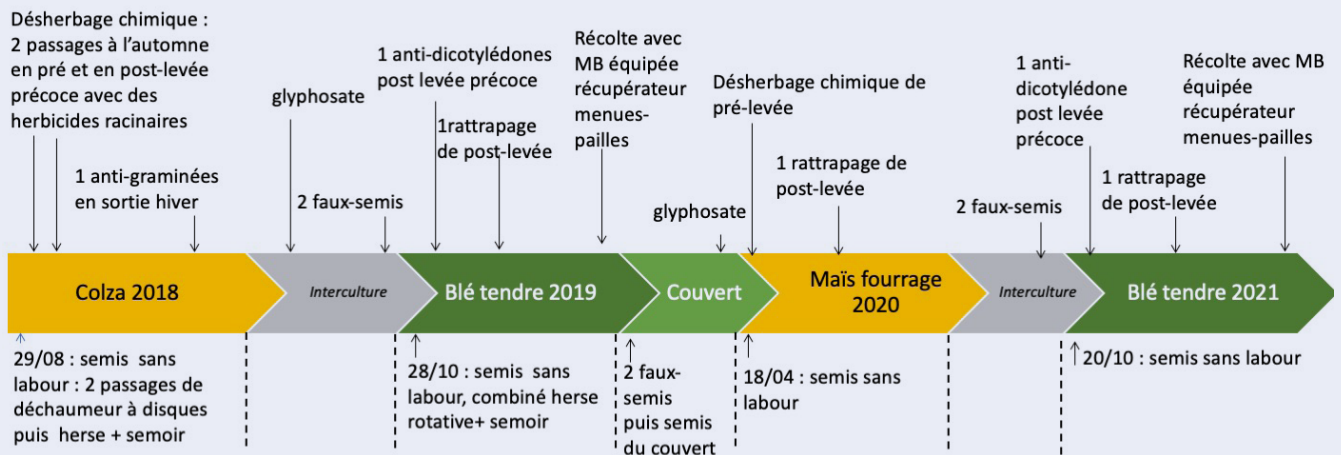 Désherbage chimique :
2 passages à l'automne
en pré et en post-levée
précoce avec des
herbicides racinaires
1 anti-graminées
en sortie hiver
glyphosate
2 faux-semis
1 anti-dicotylédones
post levée précoce
1rattrapage
de post-levée
Récolte avec
MB équipée
récupérateur
menues-
pailles
glyphosate
Désherbage chimique de
pré-levée
1 rattrapage de
post-levée
2 faux-semis
1 anti-
dicotylédone
post levée
précoce
1 rattrapage
de post-levée
Récolte avec MB
équipée
récupérateur
menues-pailles
Colza 2018
Interculture
Blé tendre 2019
Couvert
Maïs fourrage
2020
Interculture
Blé tendre 2021
29/08 : semis sans
labour : 2 passages de
déchaumeur à disques
puis herse + semoir
28/10 : semis sans
labour, combiné herse
rotative+ semoir
2 faux-
semis
puis semis
du couvert
18/04 : semis sans
labour
20/10 : semis sans labour